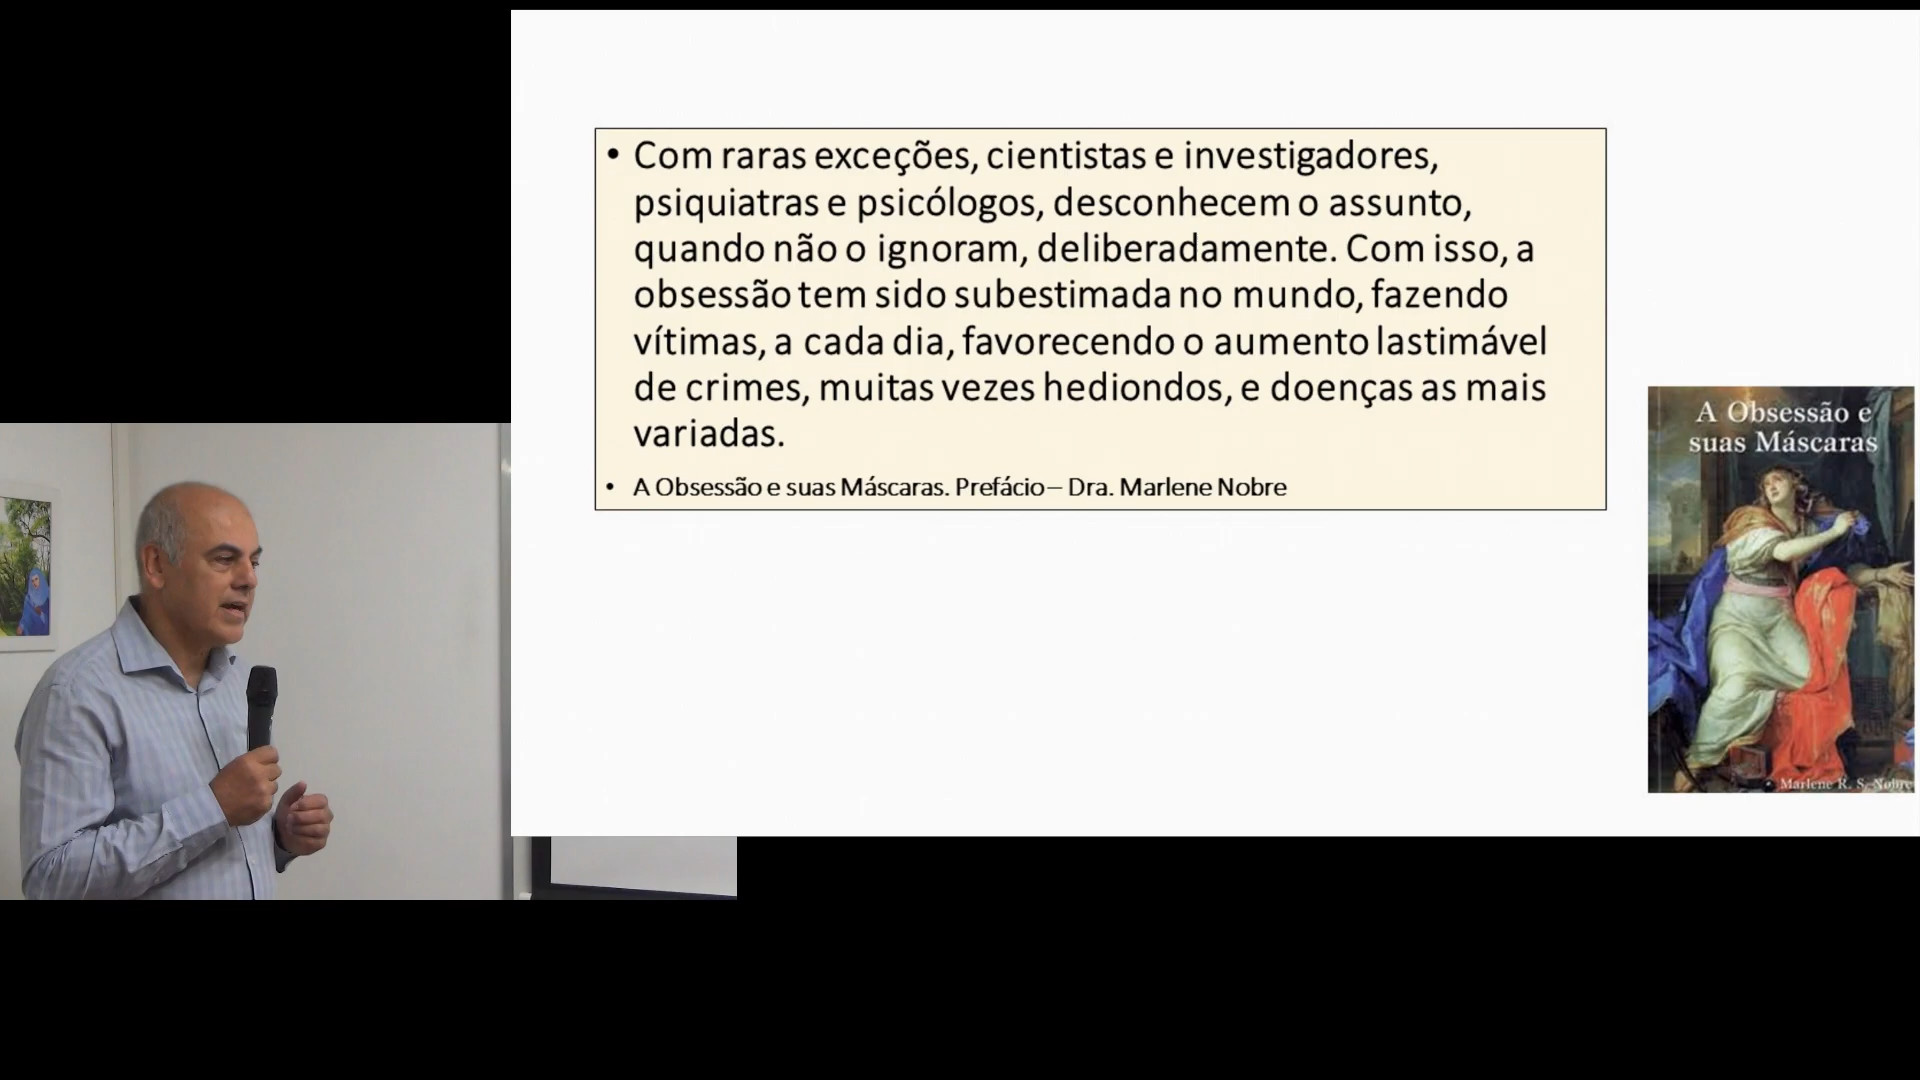 • Com raras exceções, cientistas e investigadores,
psiquiatras e psicólogos, desconhecem o assunto,
quando não o ignoram, deliberadamente. Com isso, a
obsessão tem sido subestimada no mundo, fazendo
vítimas, a cada dia, favorecendo o aumento lastimável
de crimes, muitas vezes hediondos, e doenças as mais
variadas.
• A Obsessão e suas Máscaras. Prefácio – Dra. Marlene Nobre
A Obsessão e
suas Máscaras
Marlene R. S. Nobre